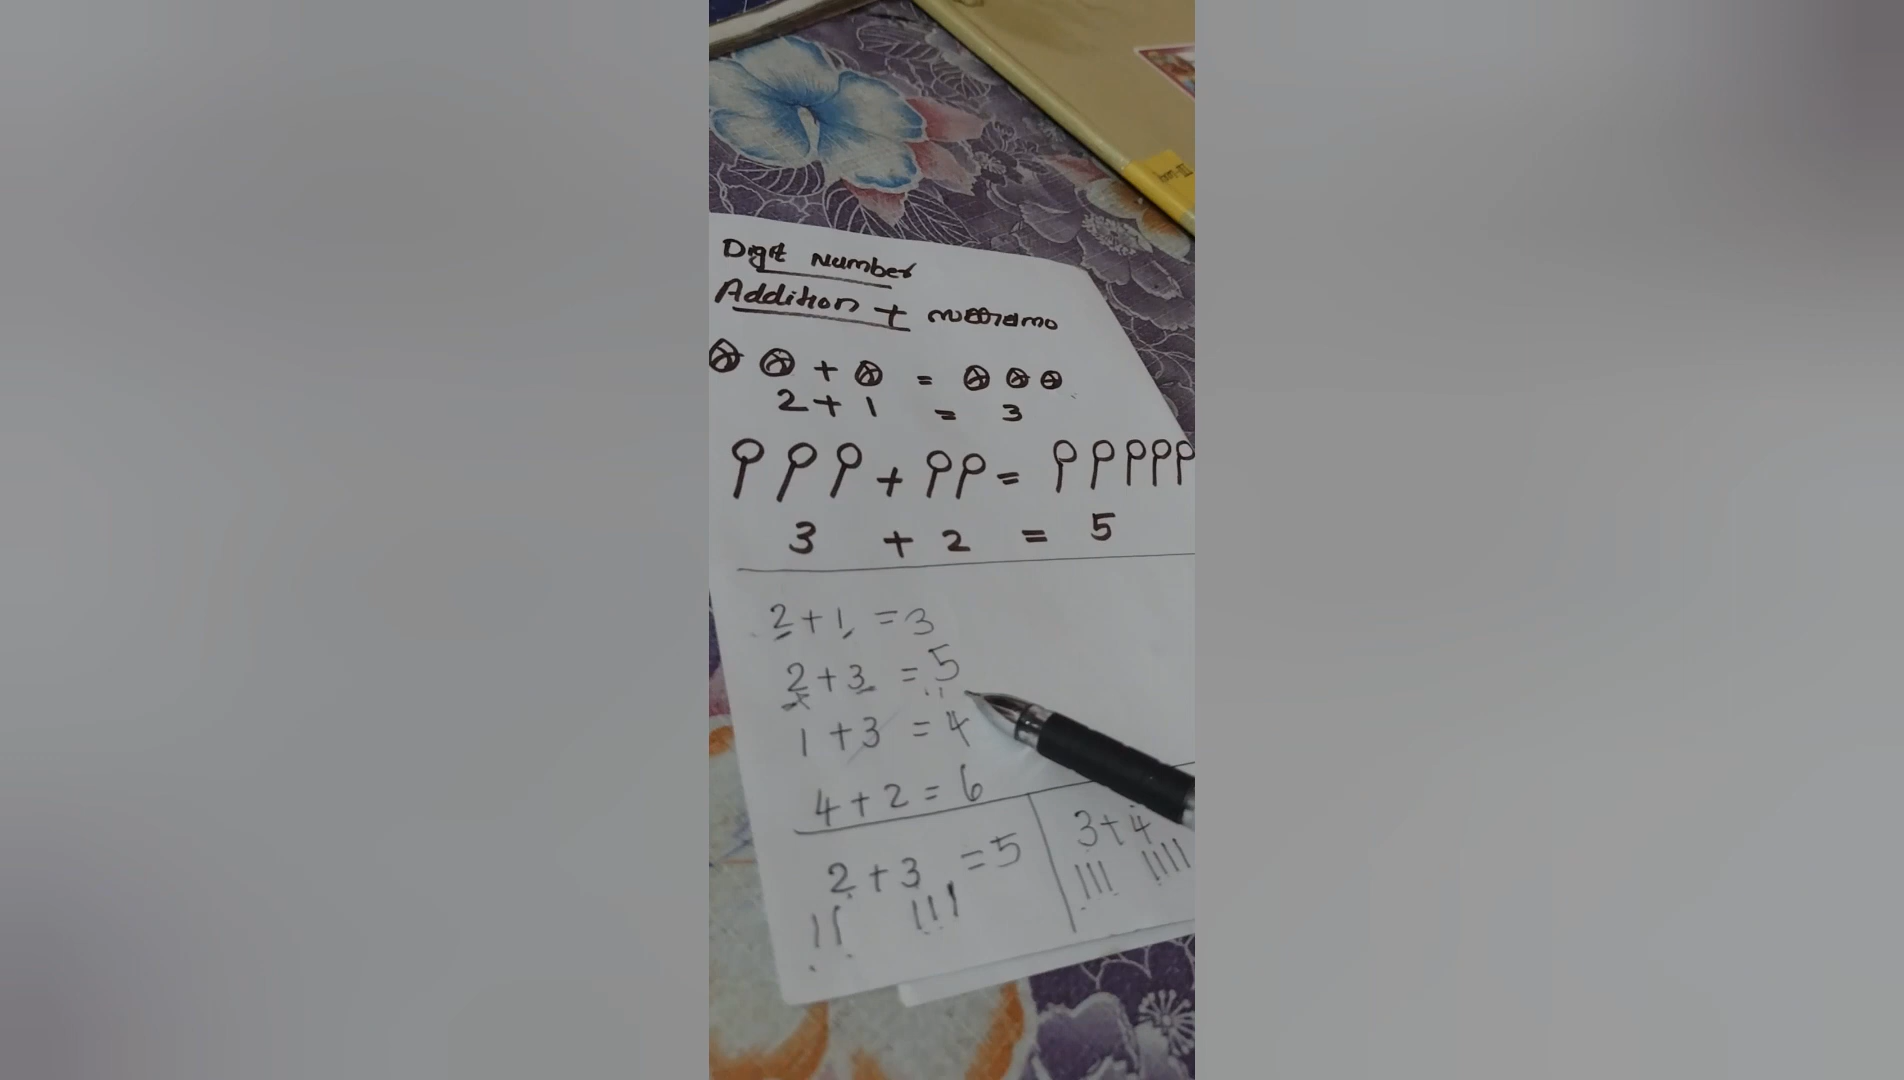 Digit Number
Addition +
+ =
2 + 1 = 3
+ =
3 + 2 = 5
2 + 1 = 3
2 + 3 = 5
1 + 3 = 4
4 + 2 = 6
2 + 3 = 5
3 + 4